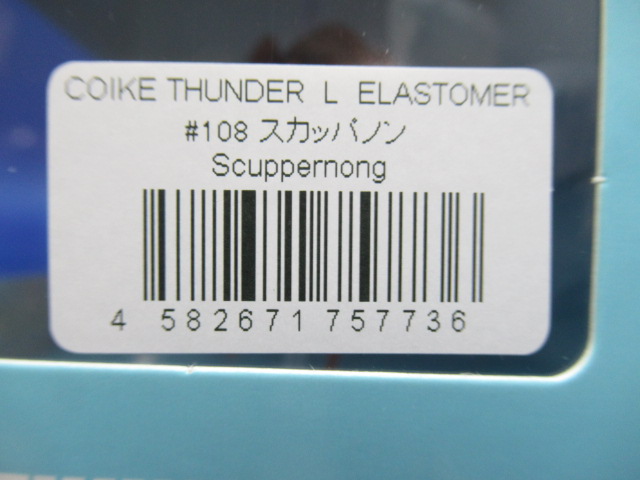 COIKE THUNDER L ELASTOMER
#108 スカッパノン
Scuppernong
4 582671 757736